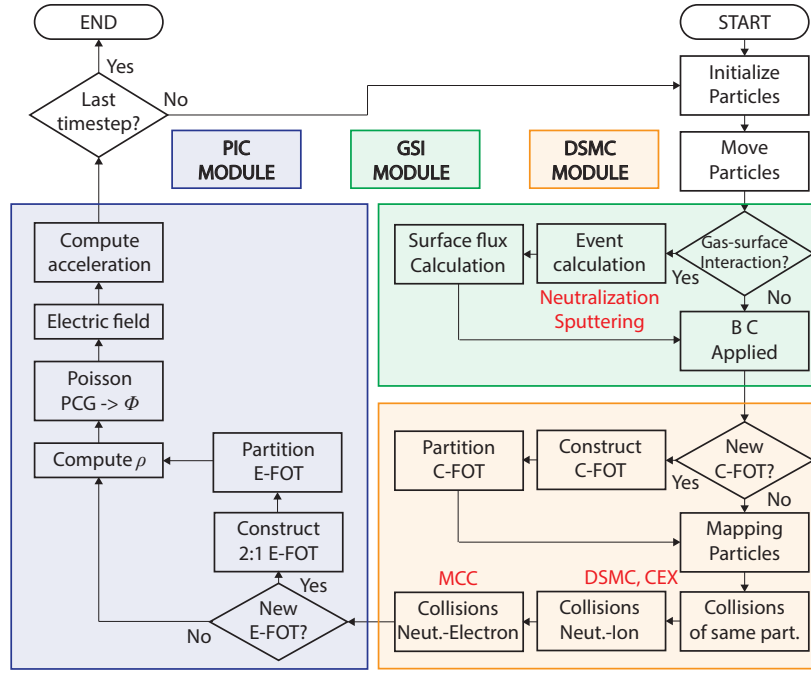 END
START
Yes
Last
timestep?
No
Initialize
Particles
PIC
MODULE
GSI
MODULE
DSMC
MODULE
Move
Particles
Compute
acceleration
Electric field
Poisson
PCG -> Φ
Compute ρ
Partition
E-FOT
Construct
2:1 E-FOT
Yes
New
E-FOT?
No
Surface flux
Calculation
Event
calculation
Gas-surface
Interaction?
Yes
No
Neutralization
Sputtering
B C
Applied
Partition
C-FOT
Construct
C-FOT
New
C-FOT?
Yes
No
Mapping
Particles
MCC
DSMC, CEX
Collisions
Neut.-Electron
Collisions
Neut.-Ion
Collisions
of same part.